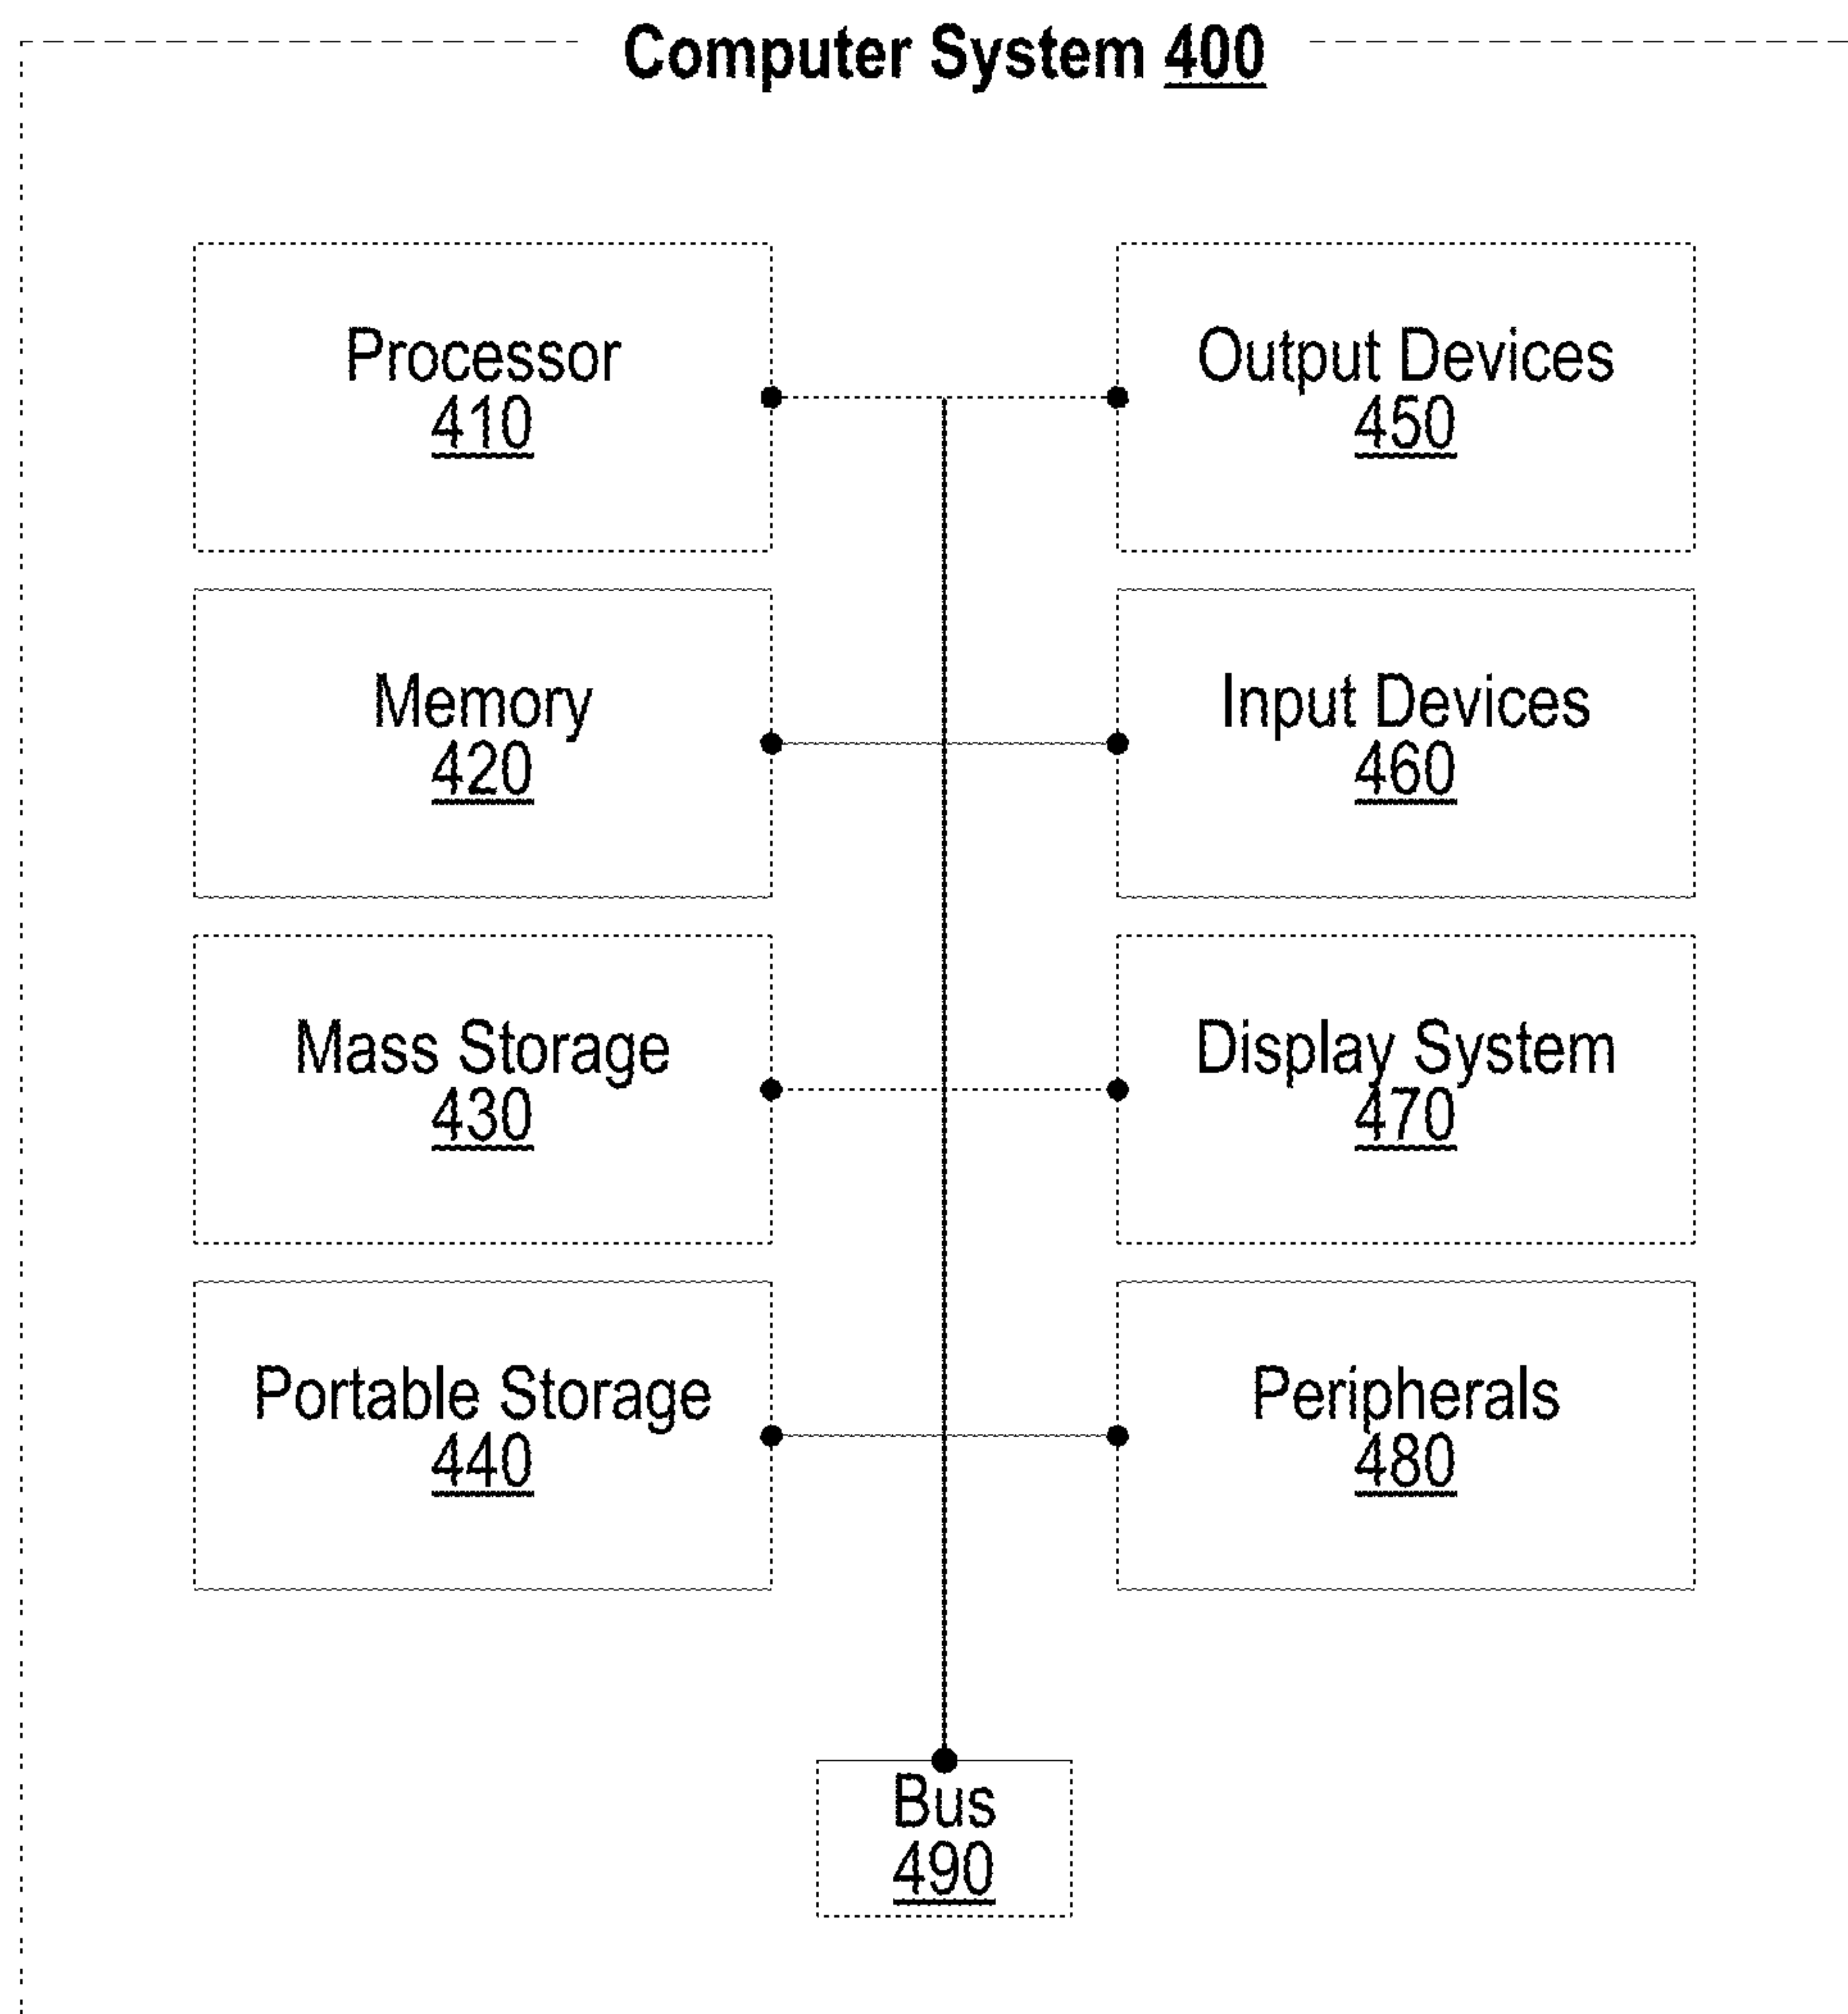 Computer System 400
Processor
410
Output Devices
450
Memory
420
Input Devices
460
Mass Storage
430
Display System
470
Portable Storage
440
Peripherals
480
Bus
490